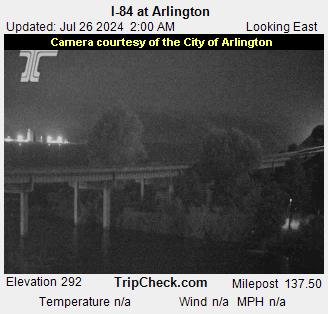 I-84 at Arlington
Updated: Jul 26 2024 2:00 AM Looking East
Camera courtesy of the City of Arlington
Elevation 292 TripCheck.com Milepost 137.50
Temperature n/a Wind n/a MPH n/a